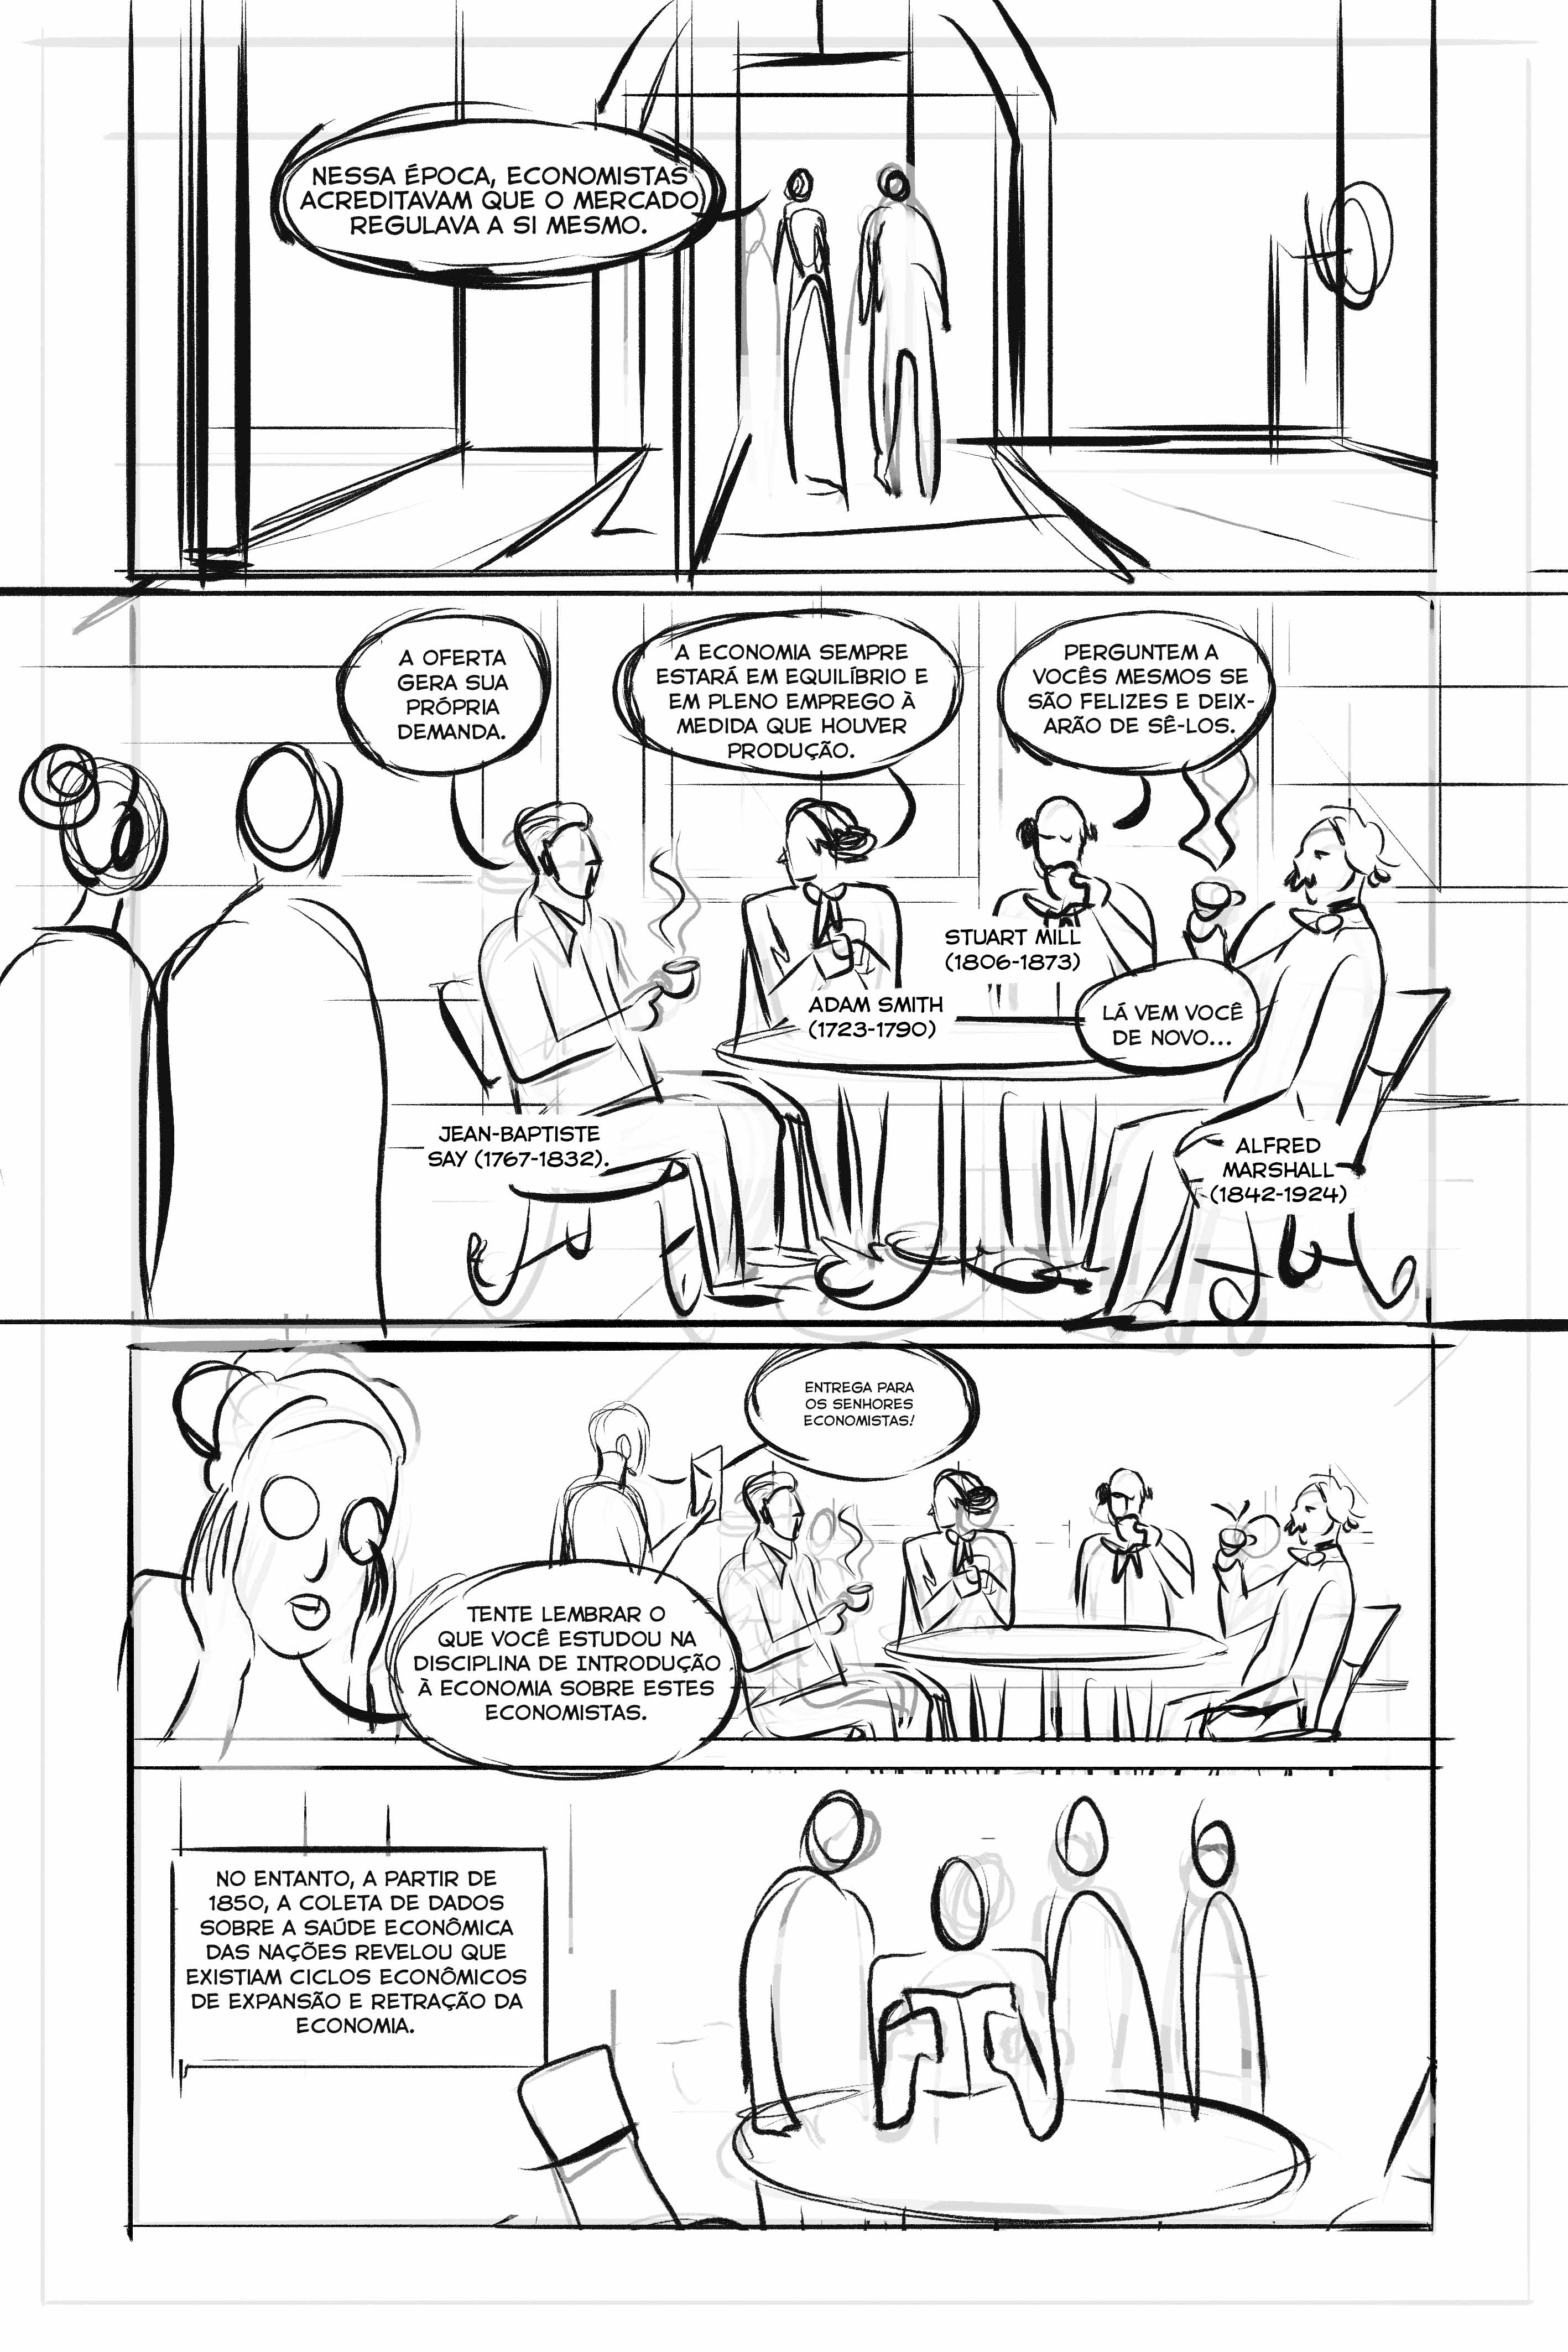 NESSA ÉPOCA, ECONOMISTAS
ACREDITAVAM QUE O MERCADO
REGULAVA A SI MESMO.
A OFERTA
GERA SUA
PRÓPRIA
DEMANDA.
A ECONOMIA SEMPRE
ESTARÁ EM EQUILÍBRIO E
EM PLENO EMPREGO À
MEDIDA QUE HOUVER
PRODUÇÃO.
PERGUNTEM A
VOCÊS MESMOS SE
SÃO FELIZES E DEIX-
ARÃO DE SÊ-LOS.
STUART MILL
(1806-1873)
ADAM SMITH
(1723-1790)
LÁ VEM VOCÊ
DE NOVO...
JEAN-BAPTISTE
SAY (1767-1832).
ALFRED
MARSHALL
(1842-1924)
ENTREGA PARA
OS SENHORES
ECONOMISTAS!
TENTE LEMBRAR O
QUE VOCÊ ESTUDOU NA
DISCIPLINA DE INTRODUÇÃO
À ECONOMIA SOBRE ESTES
ECONOMISTAS.
NO ENTANTO, A PARTIR DE
1850, A COLETA DE DADOS
SOBRE A SAÚDE ECONÔMICA
DAS NAÇÕES REVELOU QUE
EXISTIAM CICLOS ECONÔMICOS
DE EXPANSÃO E RETRAÇÃO DA
ECONOMIA.